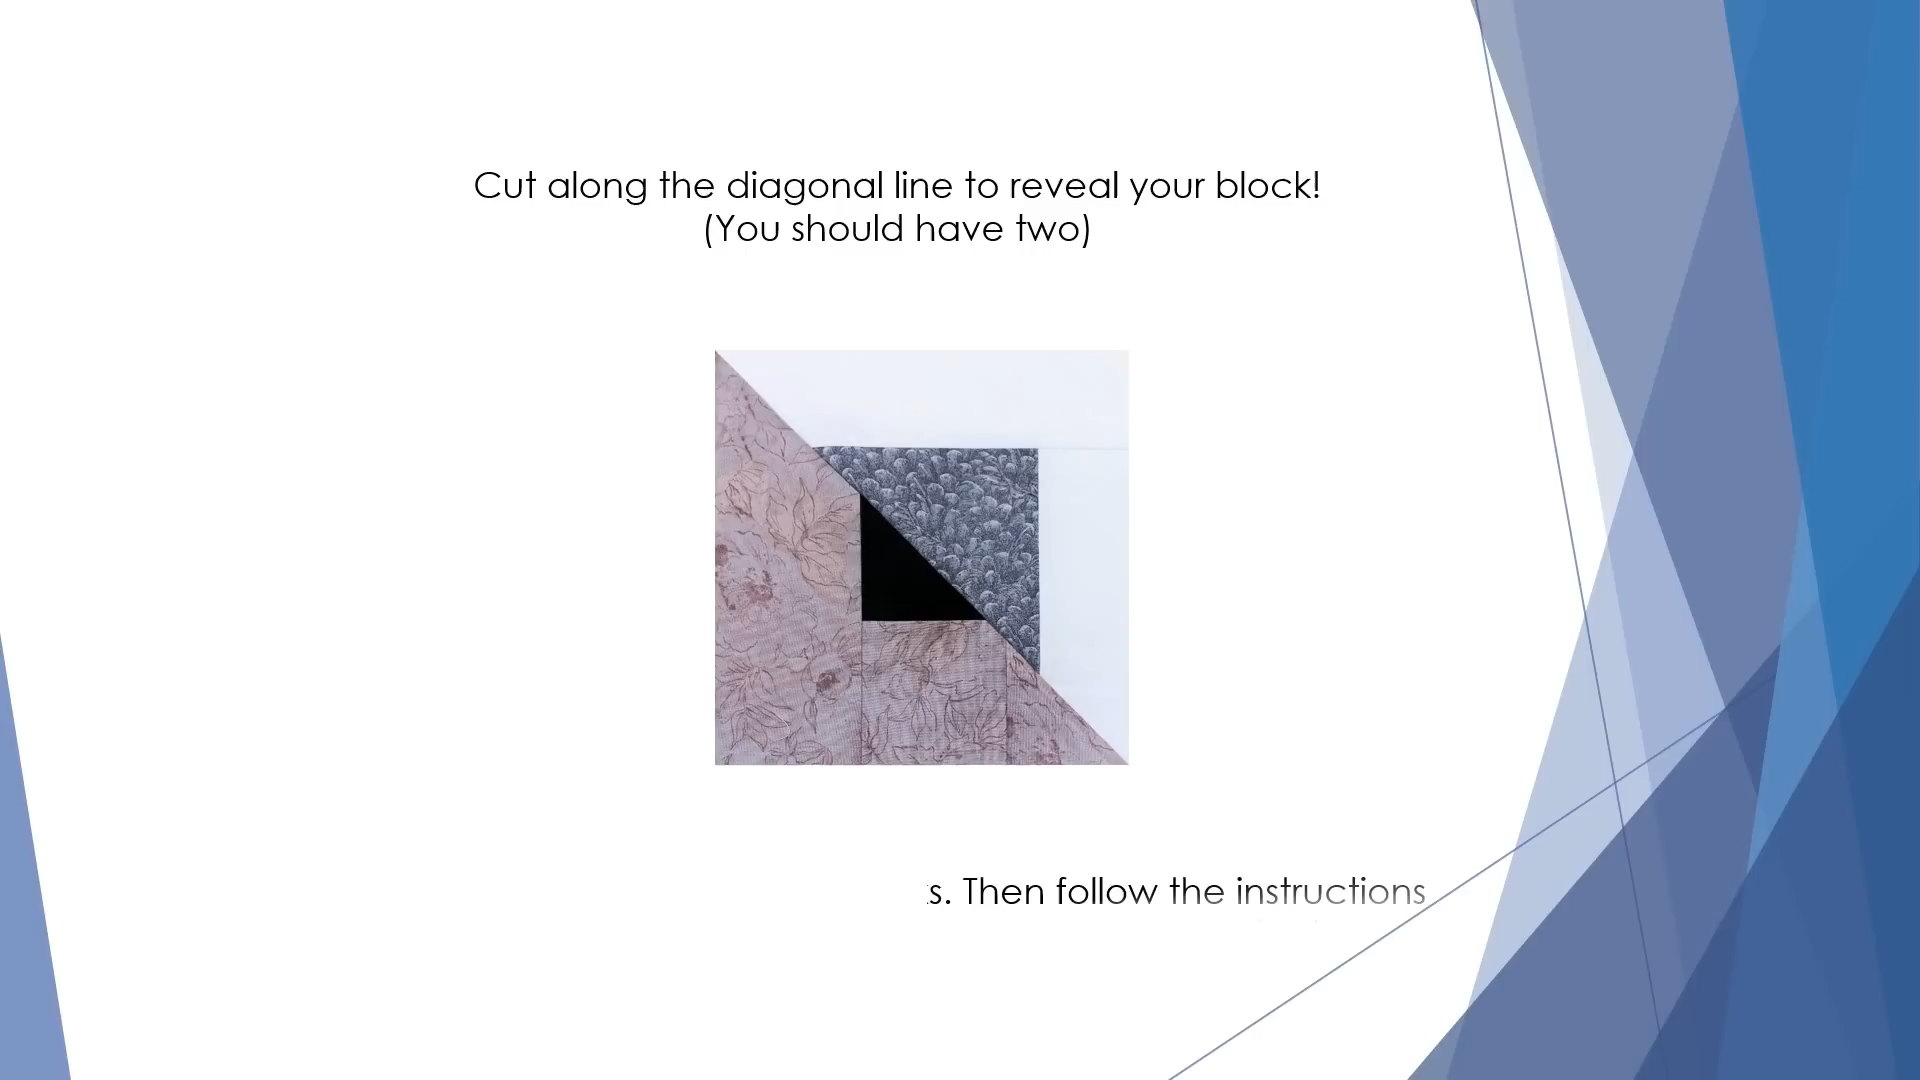 Cut along the diagonal line to reveal your block!
(You should have two)
Then follow the instructions